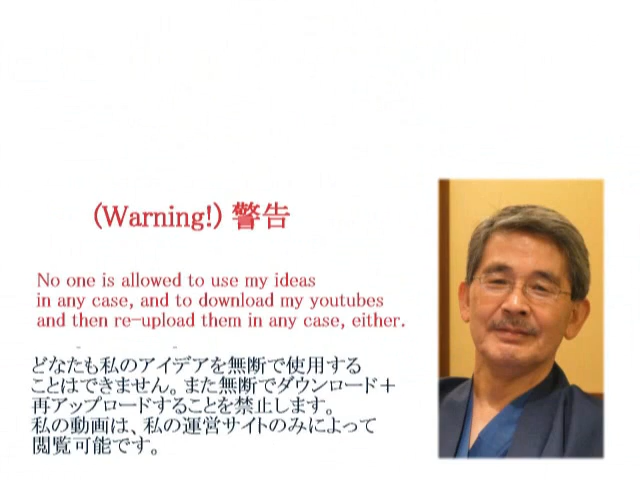 (Warning!) 警告
No one is allowed to use my ideas
in any case, and to download my youtubes
and then re-upload them in any case, either.
どなたも私のアイデアを無断で使用する
ことはできません。また無断でダウンロード＋
再アップロードすることを禁止します。
私の動画は、私の運営サイトのみによって
閲覧可能です。